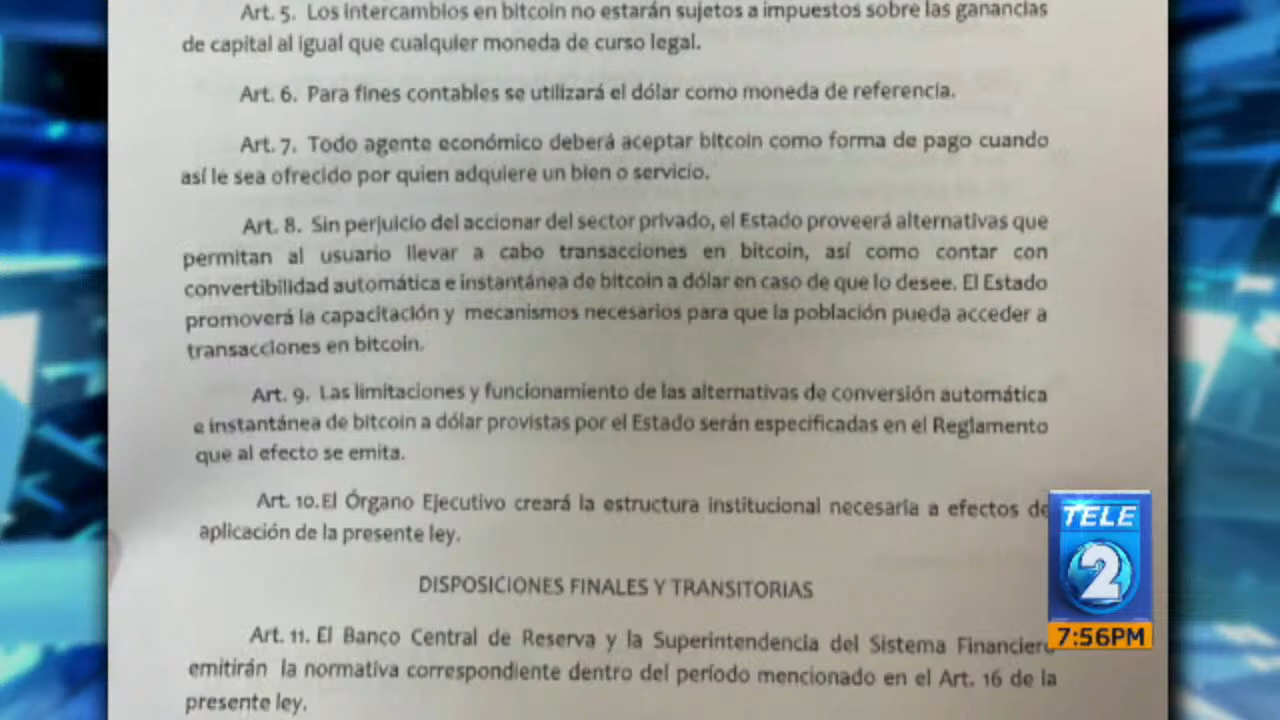 Art. 5. Los intercambios en bitcoin no estarán sujetos a impuestos sobre las ganancias
de capital al igual que cualquier moneda de curso legal.
Art. 6. Para fines contables se utilizará el dólar como moneda de referencia.
Art. 7. Todo agente económico deberá aceptar bitcoin como forma de pago cuando
así le sea ofrecido por quien adquiere un bien o servicio.
Art. 8. Sin perjuicio del accionar del sector privado, el Estado proveerá alternativas que
permitan al usuario llevar a cabo transacciones en bitcoin, así como contar con
convertibilidad automática e instantánea de bitcoin a dólar en caso de que lo desee. El Estado
promoverá la capacitación y mecanismos necesarios para que la población pueda acceder a
transacciones en bitcoin.
Art. 9. Las limitaciones y funcionamiento de las alternativas de conversión automática
e instantánea de bitcoin a dólar provistas por el Estado serán especificadas en el Reglamento
que al efecto se emita.
Art. 10. El Órgano Ejecutivo creará la estructura institucional necesaria a efectos de
aplicación de la presente ley.
DISPOSICIONES FINALES Y TRANSITORIAS
Art. 11. El Banco Central de Reserva y la Superintendencia del Sistema Financiero
emitirán la normativa correspondiente dentro del período mencionado en el Art. 16 de la
presente ley.
TELE
2
7:56PM